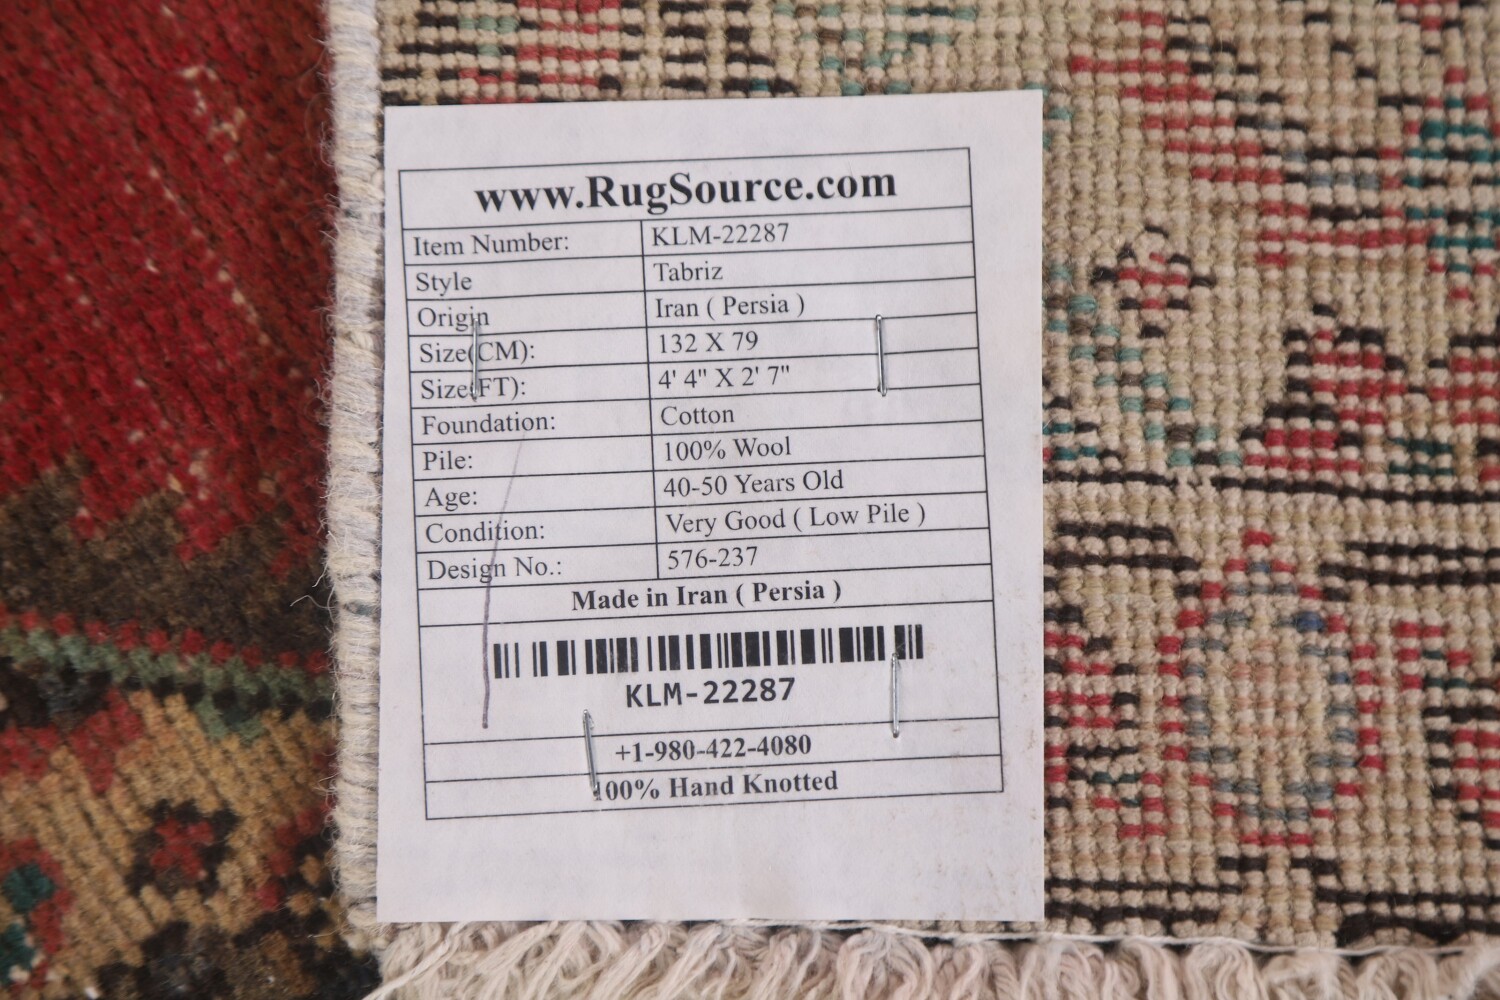 www.RugSource.com
Item Number: KLM-22287
Style Tabriz
Origin Iran ( Persia )
Size(CM): 132 X 79
Size(FT): 4' 4" X 2' 7"
Foundation: Cotton
Pile: 100% Wool
Age: 40-50 Years Old
Condition: Very Good ( Low Pile )
Design No.: 576-237
Made in Iran ( Persia )
KLM-22287
+1-980-422-4080
100% Hand Knotted